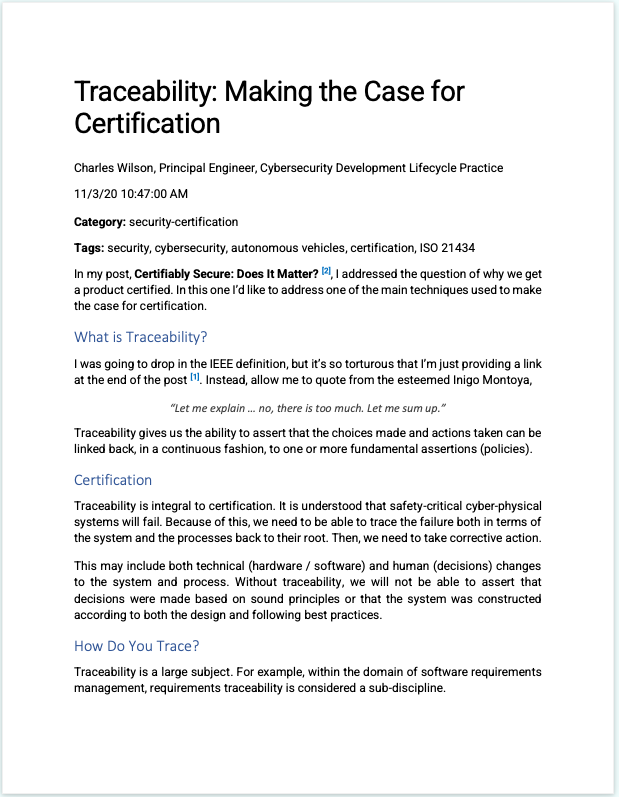 Traceability: Making the Case for
Certification
Charles Wilson, Principal Engineer, Cybersecurity Development Lifecycle Practice
11/3/20 10:47:00 AM
Category: security-certification
Tags: security, cybersecurity, autonomous vehicles, certification, ISO 21434
In my post, Certifiably Secure: Does It Matter? [2], I addressed the question of why we get
a product certified. In this one I’d like to address one of the main techniques used to make
the case for certification.
What is Traceability?
I was going to drop in the IEEE definition, but it’s so torturous that I’m just providing a link
at the end of the post [1]. Instead, allow me to quote from the esteemed Inigo Montoya,
“Let me explain … no, there is too much. Let me sum up.”
Traceability gives us the ability to assert that the choices made and actions taken can be
linked back, in a continuous fashion, to one or more fundamental assertions (policies).
Certification
Traceability is integral to certification. It is understood that safety-critical cyber-physical
systems will fail. Because of this, we need to be able to trace the failure both in terms of
the system and the processes back to their root. Then, we need to take corrective action.
This may include both technical (hardware / software) and human (decisions) changes
to the system and process. Without traceability, we will not be able to assert that
decisions were made based on sound principles or that the system was constructed
according to both the design and following best practices.
How Do You Trace?
Traceability is a large subject. For example, within the domain of software requirements
management, requirements traceability is considered a sub-discipline.